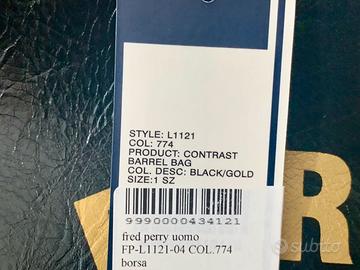 STYLE: L1121
COL: 774
PRODUCT: CONTRAST
BARREL BAG
COL. DESC: BLACK/GOLD
SIZE:1 SZ
9990000434121
fred perry uomo
FP-L1121-04 COL.774
borsa
R
subito